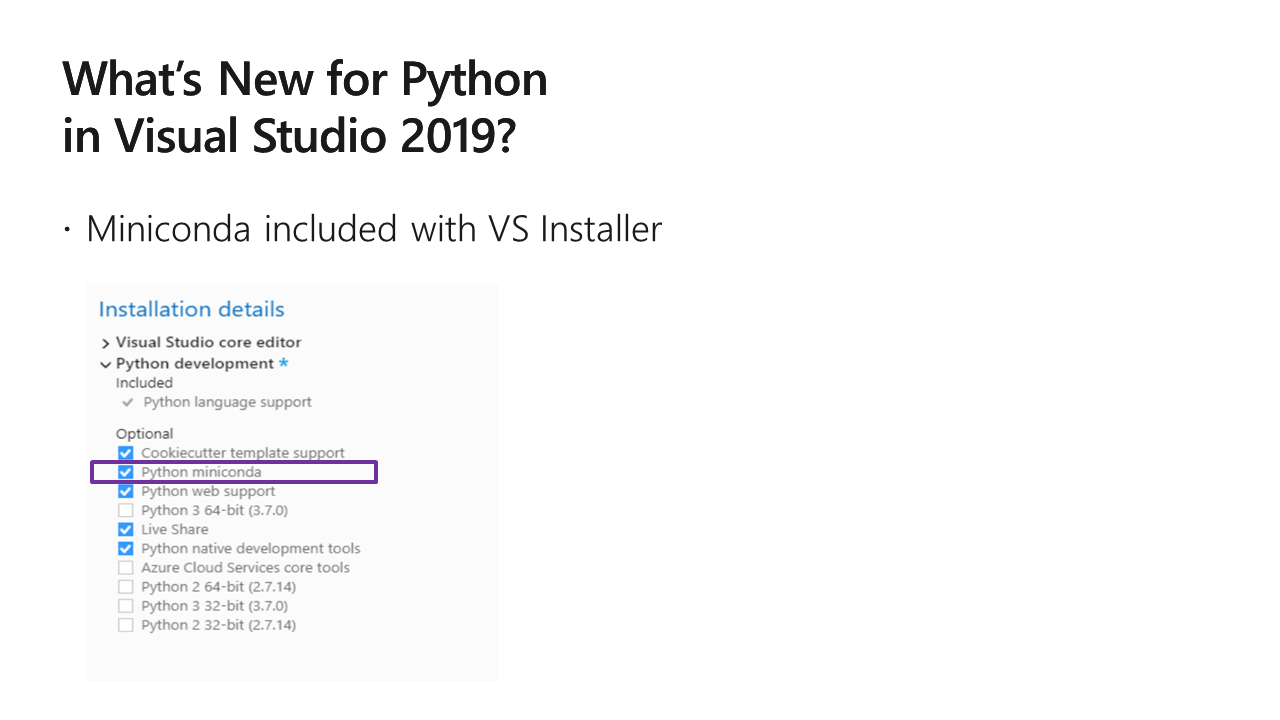 What's New for Python
in Visual Studio 2019?
· Miniconda included with VS Installer
Installation details
Visual Studio core editor
Python development *
Included
Python language support
Optional
Cookiecutter template support
Python miniconda
Python web support
Python 3 64-bit (3.7.0)
Live Share
Python native development tools
Azure Cloud Services core tools
Python 2 64-bit (2.7.14)
Python 3 32-bit (3.7.0)
Python 2 32-bit (2.7.14)